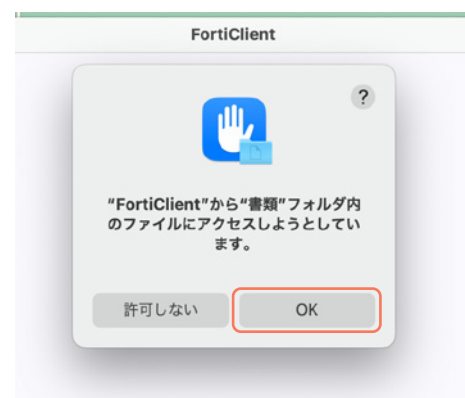 FortiClient
?
"FortiClient"から"書類"フォルダ内
のファイルにアクセスしようとしてい
ます。
許可しない
OK